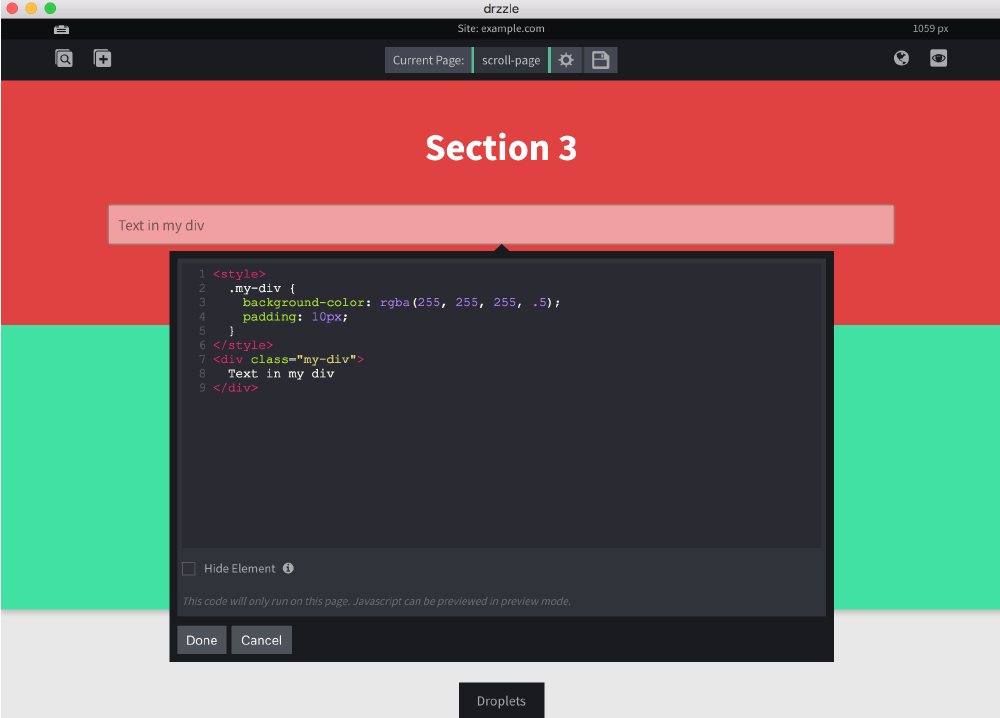 drzzle
Site: example.com
1059 px
Current Page: scroll-page
Section 3
Text in my div
1 <style>
2   .my-div {
3     background-color: rgba(255, 255, 255, .5);
4     padding: 10px;
5   }
6 </style>
7 <div class="my-div">
8   Text in my div
9 </div>
Hide Element
This code will only run on this page. Javascript can be previewed in preview mode.
Done Cancel
Droplets